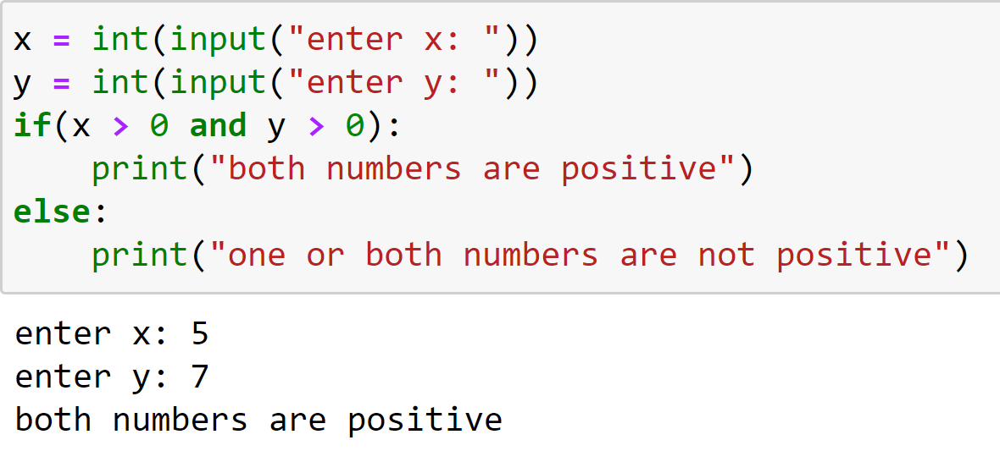 x = int(input("enter x: "))
y = int(input("enter y: "))
if(x > 0 and y > 0):
    print("both numbers are positive")
else:
    print("one or both numbers are not positive")
enter x: 5
enter y: 7
both numbers are positive